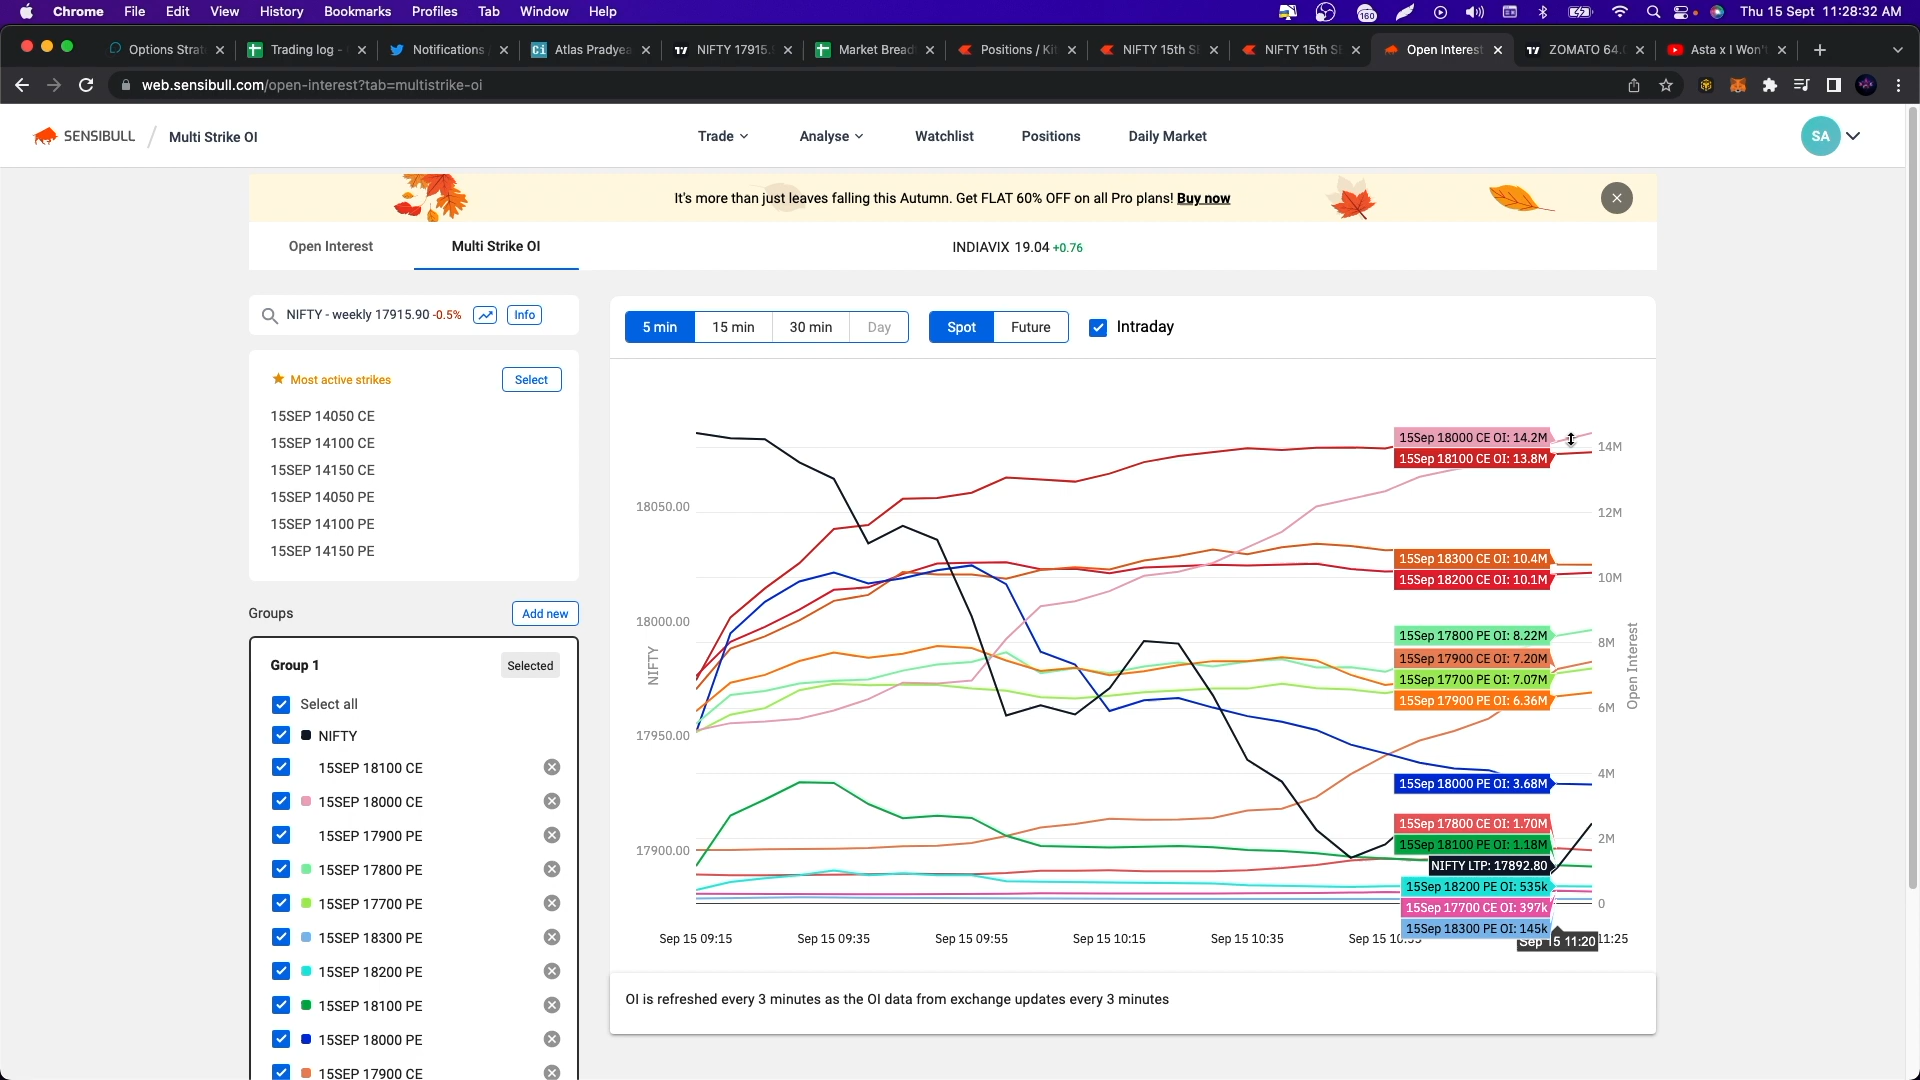 Chrome File Edit View History Bookmarks Profiles Tab Window Help 160 Thu 15 Sept 11:28:32 AM
Options Strat Trading log - Notifications Ci Atlas Pradyea NIFTY 17915. Market Bread Positions / Kit NIFTY 15th S NIFTY 15th S Open Interest ZOMATO 64. Asta x I Won'
web.sensibull.com/open-interest?tab=multistrike-oi
SENSIBULL / Multi Strike OI Trade Analyse Watchlist Positions Daily Market SA
It's more than just leaves falling this Autumn. Get FLAT 60% OFF on all Pro plans! Buy now
Open Interest Multi Strike OI INDIAVIX 19.04 +0.76
NIFTY - weekly 17915.90 -0.5% Info
5 min 15 min 30 min Day Spot Future Intraday
Most active strikes Select
15SEP 14050 CE
15SEP 14100 CE
15SEP 14150 CE
15SEP 14050 PE
15SEP 14100 PE
15SEP 14150 PE
Groups Add new
Group 1 Selected
Select all
NIFTY
15SEP 18100 CE
15SEP 18000 CE
15SEP 17900 PE
15SEP 17800 PE
15SEP 17700 PE
15SEP 18300 PE
15SEP 18200 PE
15SEP 18100 PE
15SEP 18000 PE
15SEP 17900 CE
18050.00
18000.00
17950.00
17900.00
NIFTY
15Sep 18000 CE OI: 14.2M
15Sep 18100 CE OI: 13.8M
15Sep 18300 CE OI: 10.4M
15Sep 18200 CE OI: 10.1M
15Sep 17800 PE OI: 8.22M
15Sep 17900 CE OI: 7.20M
15Sep 17700 PE OI: 7.07M
15Sep 17900 PE OI: 6.36M
15Sep 18000 PE OI: 3.68M
15Sep 17800 CE OI: 1.70M
15Sep 18100 PE OI: 1.18M
NIFTY LTP: 17892.80
15Sep 18200 PE OI: 535k
15Sep 17700 CE OI: 397k
15Sep 18300 PE OI: 145k
14M
12M
10M
8M
6M
4M
2M
0
Open Interest
Sep 15 09:15 Sep 15 09:35 Sep 15 09:55 Sep 15 10:15 Sep 15 10:35 Sep 15 10:55 Sep 15 11:20 11:25
OI is refreshed every 3 minutes as the OI data from exchange updates every 3 minutes